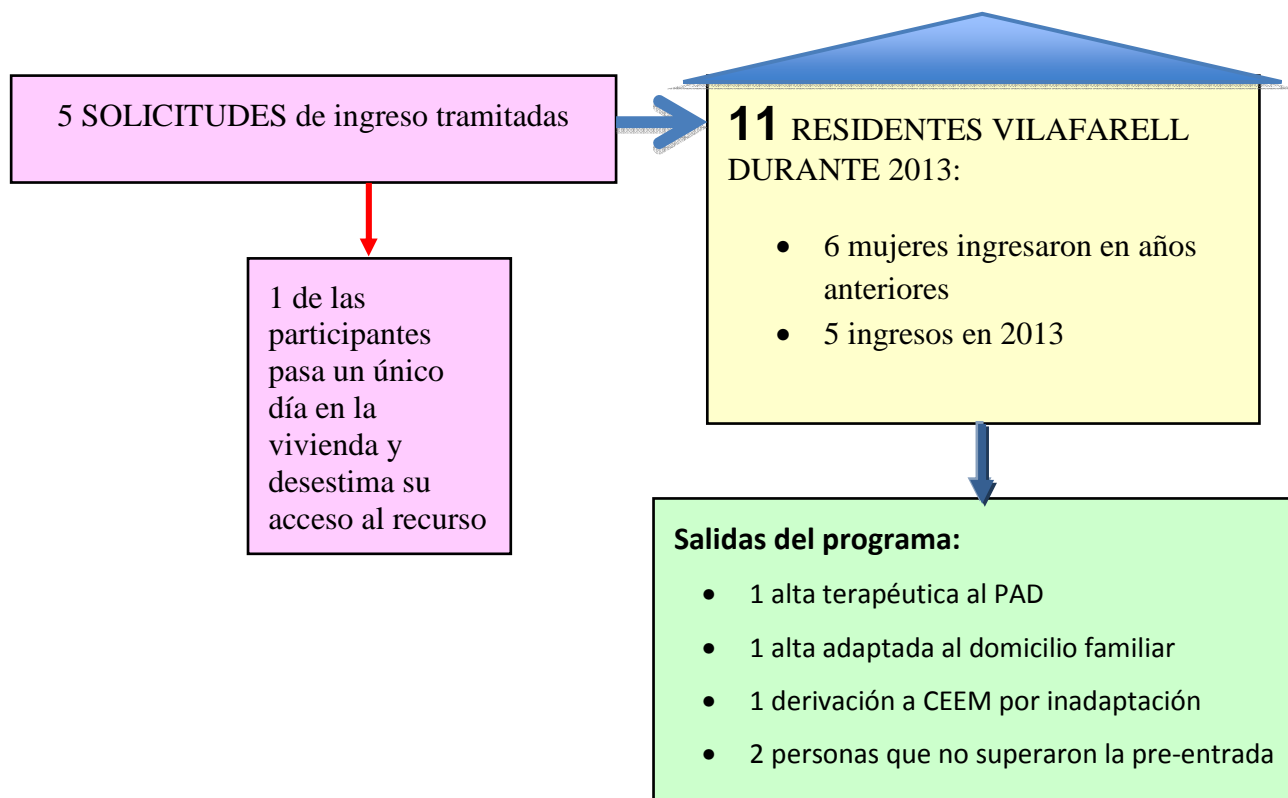 5 SOLICITUDES de ingreso tramitadas
1 de las
participantes
pasa un único
día en la
vivienda y
desestima su
acceso al recurso
11 RESIDENTES VILAFARELL
DURANTE 2013:
• 6 mujeres ingresaron en años
anteriores
• 5 ingresos en 2013
Salidas del programa:
• 1 alta terapéutica al PAD
• 1 alta adaptada al domicilio familiar
• 1 derivación a CEEM por inadaptación
• 2 personas que no superaron la pre-entrada